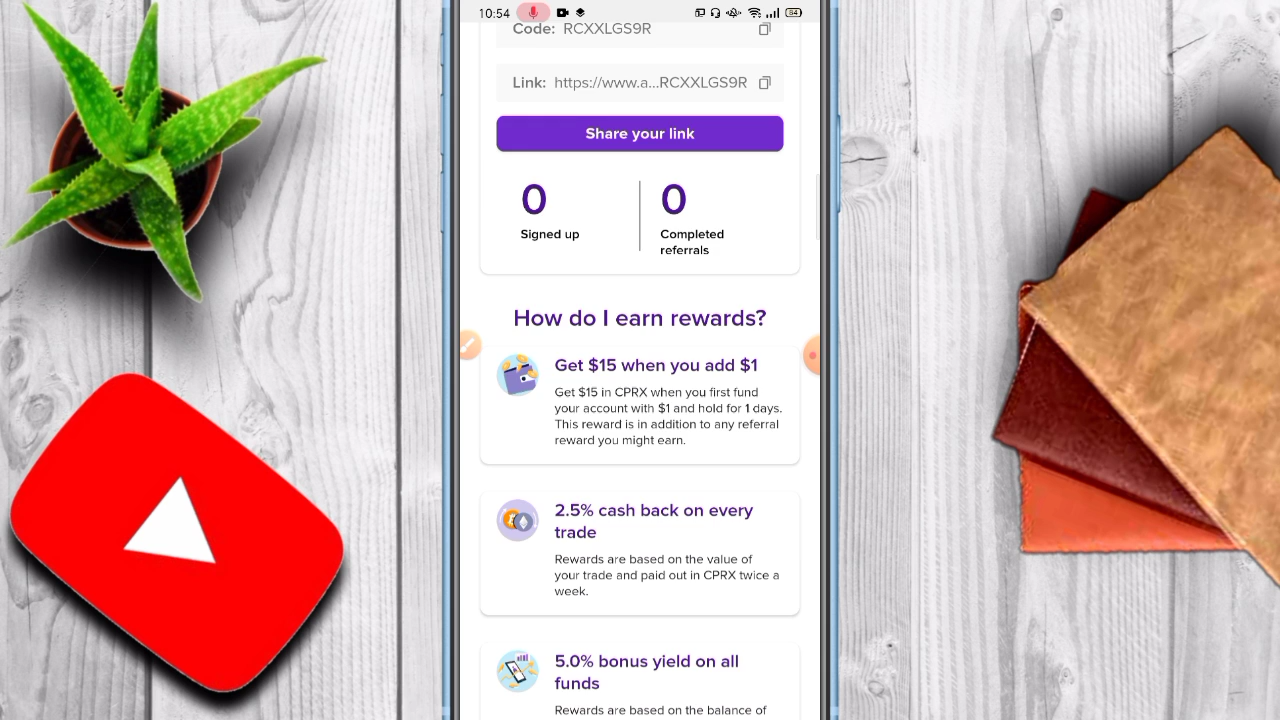 10:54
54
Code: RCXXLGS9R
Link: https://www.a...RCXXLGS9R
Share your link
0
Signed up
0
Completed
referrals
How do I earn rewards?
Get $15 when you add $1
Get $15 in CPRX when you first fund
your account with $1 and hold for 1 days.
This reward is in addition to any referral
reward you might earn.
2.5% cash back on every
trade
Rewards are based on the value of
your trade and paid out in CPRX twice a
week.
5.0% bonus yield on all
funds
Rewards are based on the balance of